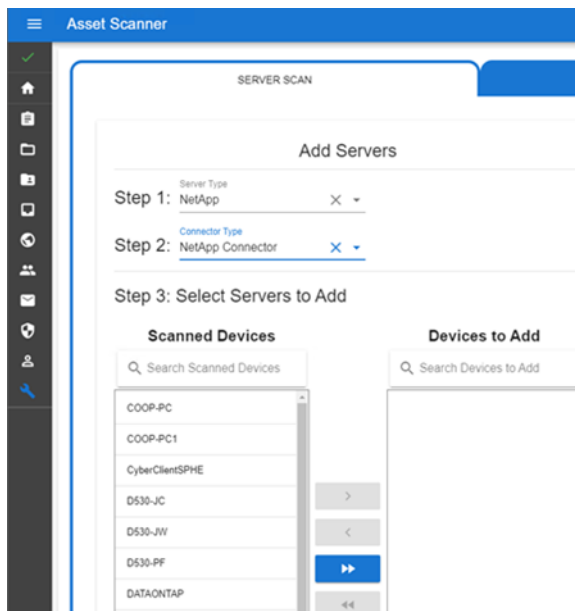 Asset Scanner
SERVER SCAN
Add Servers
Server Type
Step 1: NetApp
Connector Type
Step 2: NetApp Connector
Step 3: Select Servers to Add
Scanned Devices
Devices to Add
Search Scanned Devices
Search Devices to Add
COOP-PC
COOP-PC1
CyberClientSPHE
D530-JC
D530-JW
D530-PF
DATAONTAP